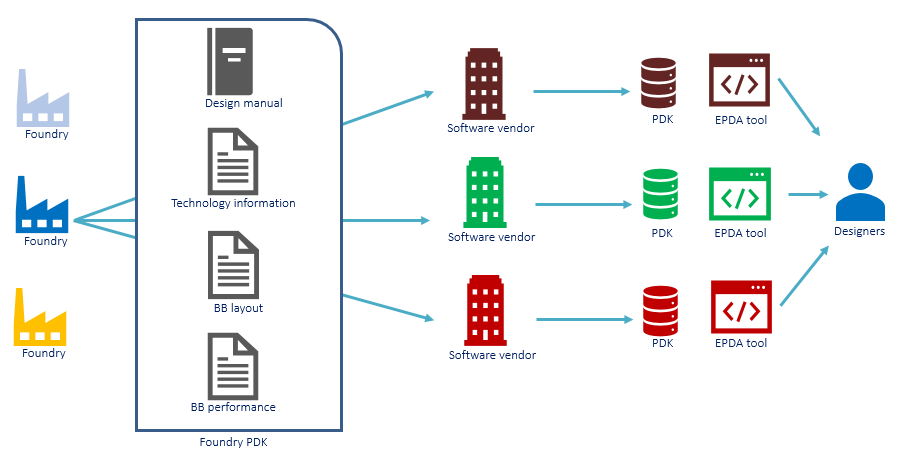 Foundry
Foundry
Foundry
Design manual
Technology information
BB layout
BB performance
Foundry PDK
Software vendor
PDK
EPDA tool
Software vendor
PDK
EPDA tool
Software vendor
PDK
EPDA tool
Designers